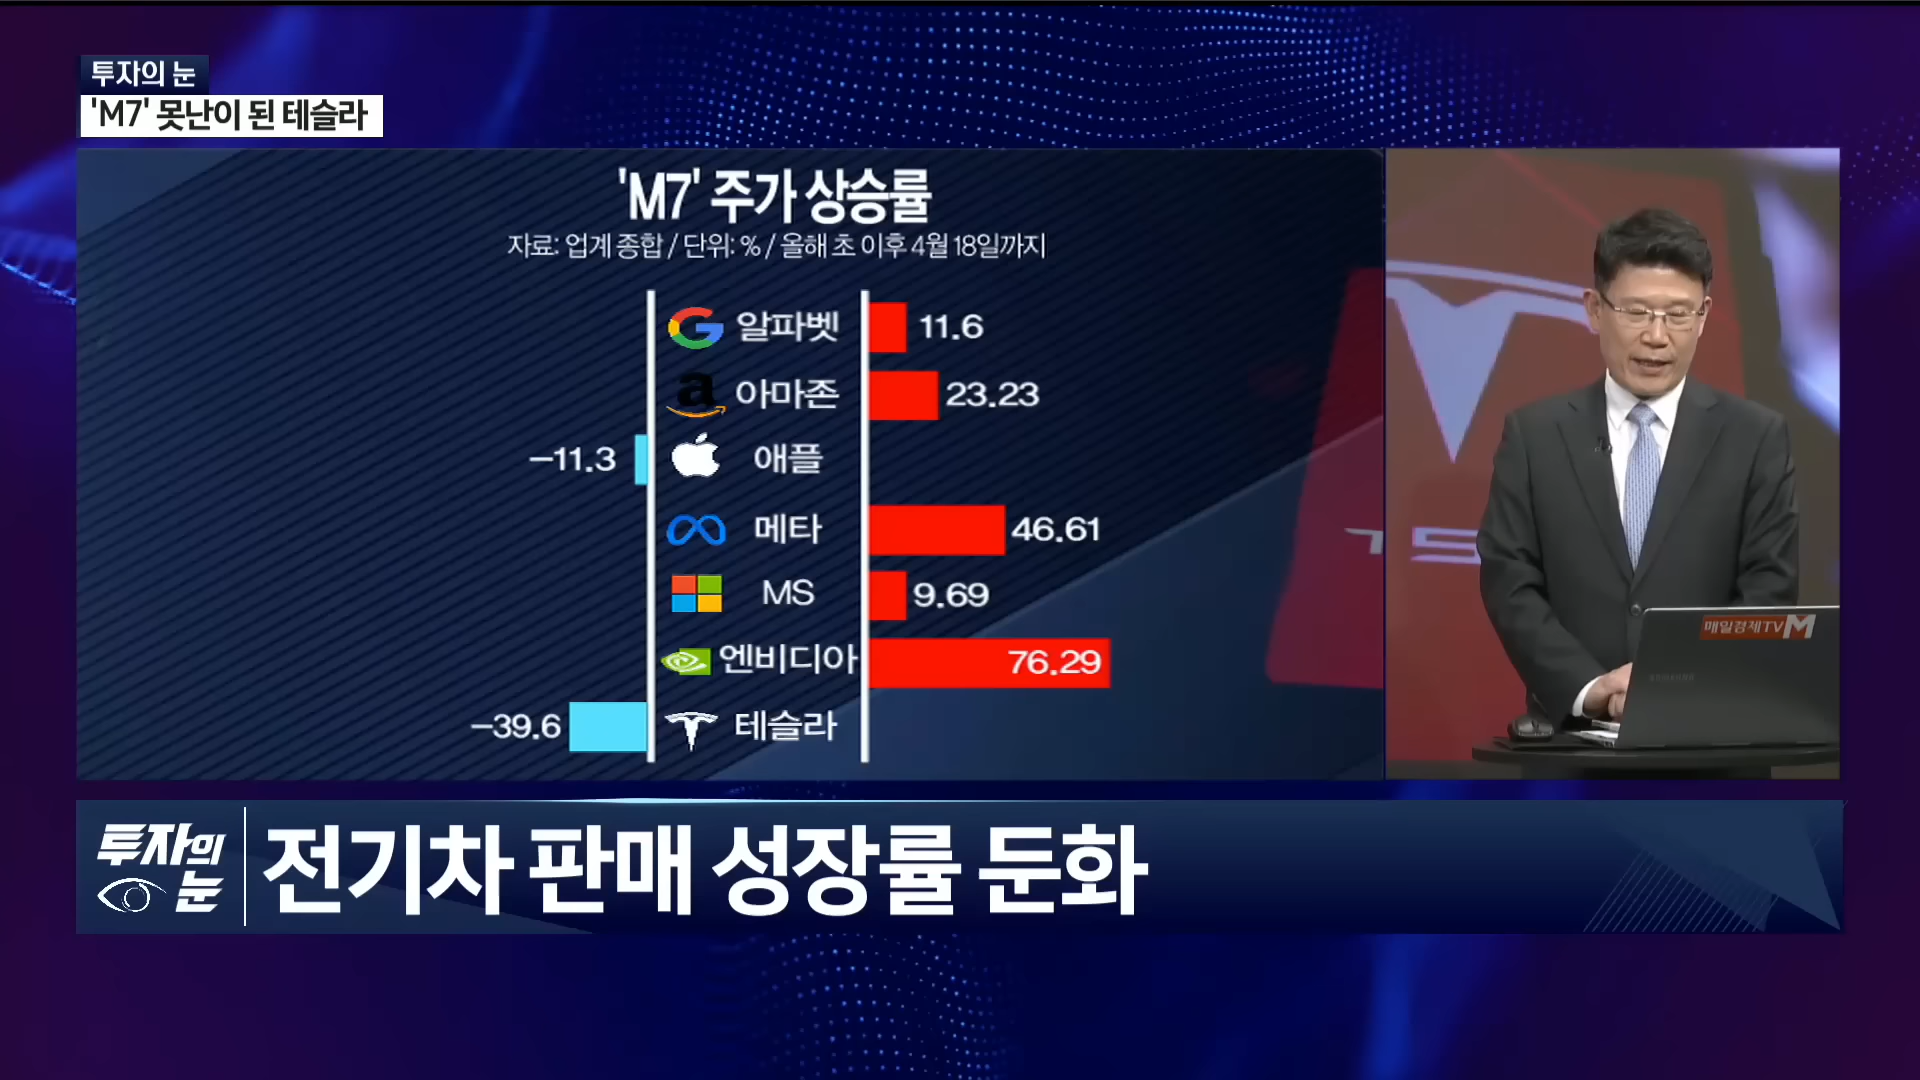 투자의 눈
'M7' 못난이 된 테슬라
'M7' 주가 상승률
자료: 업계 종합 / 단위: % / 올해 초 이후 4월 18일까지
알파벳 11.6
아마존 23.23
-11.3 애플
메타 46.61
MS 9.69
엔비디아 76.29
-39.6 테슬라
매일경제TV M
SAMSUNG
투자의 눈
전기차 판매 성장률 둔화